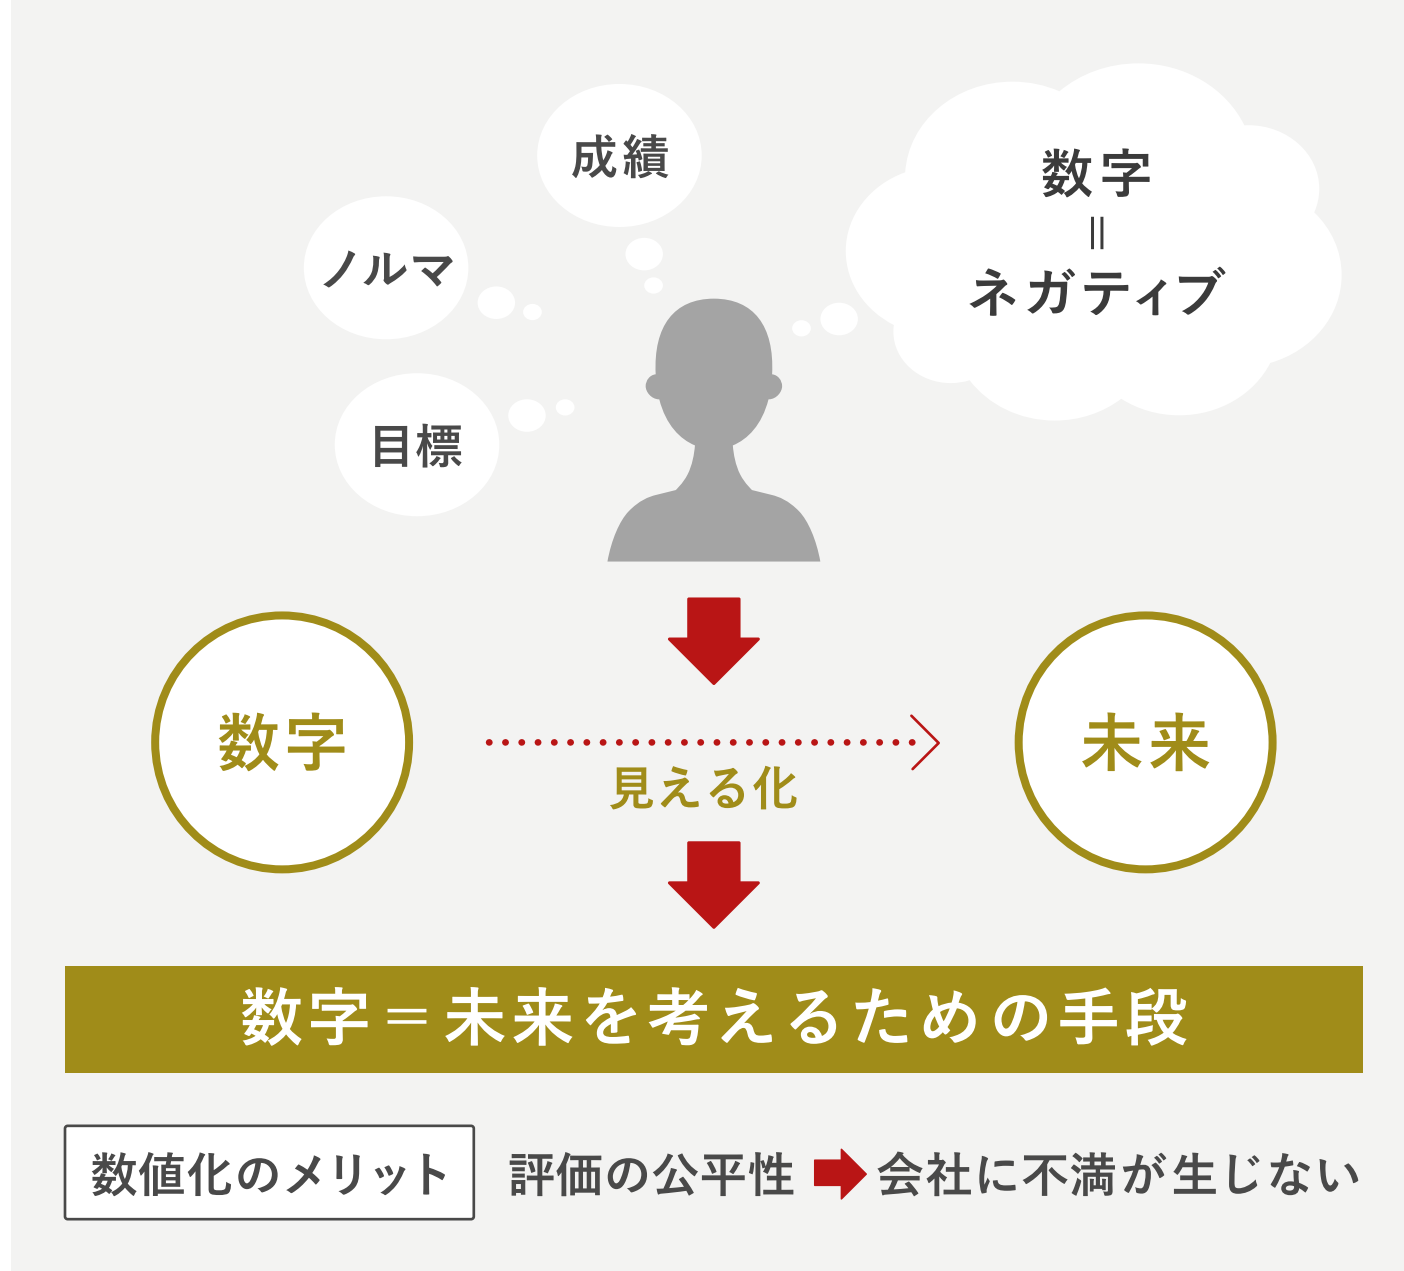 成績
数字
＝
ネガティブ
ノルマ
目標
数字
見える化
未来
数字＝未来を考えるための手段
数値化のメリット
評価の公平性
会社に不満が生じない